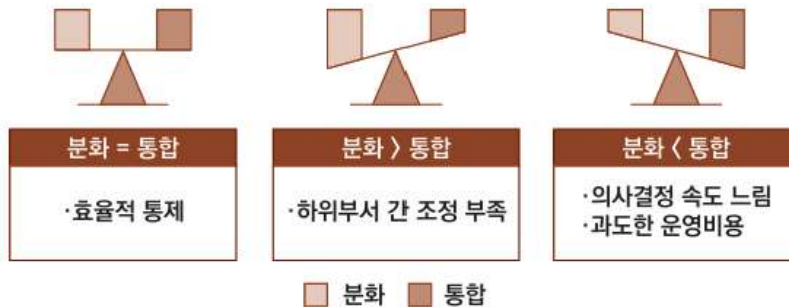 분화 = 통합
·효율적 통제
분화 > 통합
·하위부서 간 조정 부족
분화 < 통합
·의사결정 속도 느림
·과도한 운영비용
분화 통합